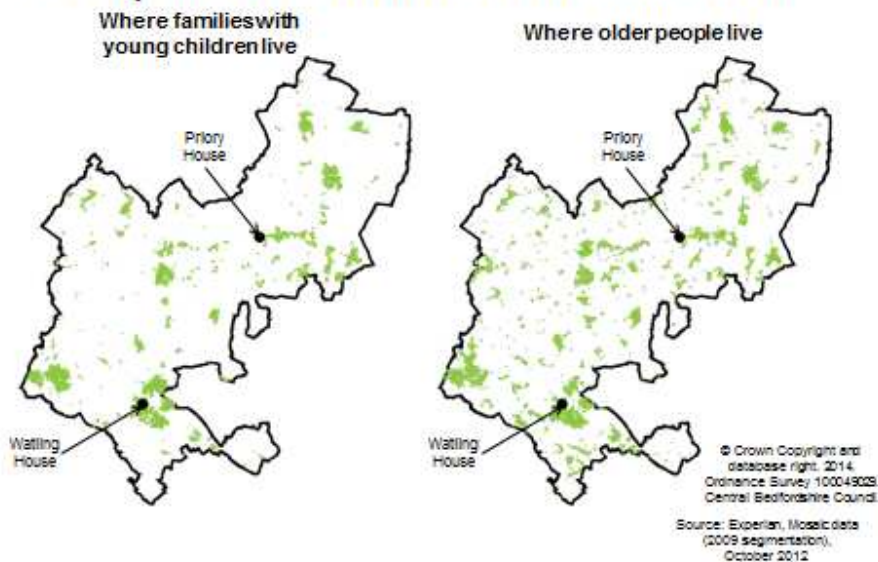 Where families with
young children live
Where older people live
Priory
House
Watling
House
Priory
House
Watling
House
© Crown Copyright and
database right. 2014.
Ordnance Survey 100049029.
Central Bedfordshire Council.
Source: Experian, Mosaic data
(2009 segmentation),
October 2012